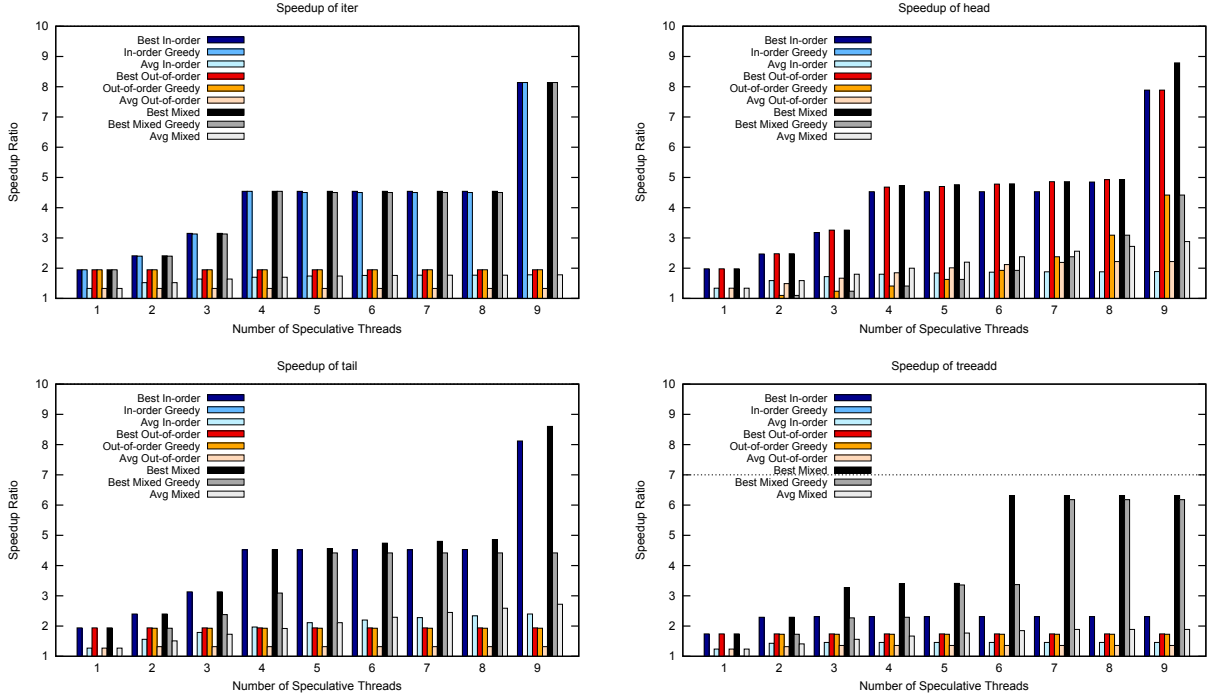 Speedup of iter
10
9
8
7
6
5
4
3
2
1
Speedup Ratio
Best In-order
In-order Greedy
Avg In-order
Best Out-of-order
Out-of-order Greedy
Avg Out-of-order
Best Mixed
Best Mixed Greedy
Avg Mixed
1 2 3 4 5 6 7 8 9
Number of Speculative Threads
Speedup of head
10
9
8
7
6
5
4
3
2
1
Speedup Ratio
Best In-order
In-order Greedy
Avg In-order
Best Out-of-order
Out-of-order Greedy
Avg Out-of-order
Best Mixed
Best Mixed Greedy
Avg Mixed
1 2 3 4 5 6 7 8 9
Number of Speculative Threads
Speedup of tail
10
9
8
7
6
5
4
3
2
1
Speedup Ratio
Best In-order
In-order Greedy
Avg In-order
Best Out-of-order
Out-of-order Greedy
Avg Out-of-order
Best Mixed
Best Mixed Greedy
Avg Mixed
1 2 3 4 5 6 7 8 9
Number of Speculative Threads
Speedup of treeadd
10
9
8
7
6
5
4
3
2
1
Speedup Ratio
Best In-order
In-order Greedy
Avg In-order
Best Out-of-order
Out-of-order Greedy
Avg Out-of-order
Best Mixed
Best Mixed Greedy
Avg Mixed
1 2 3 4 5 6 7 8 9
Number of Speculative Threads